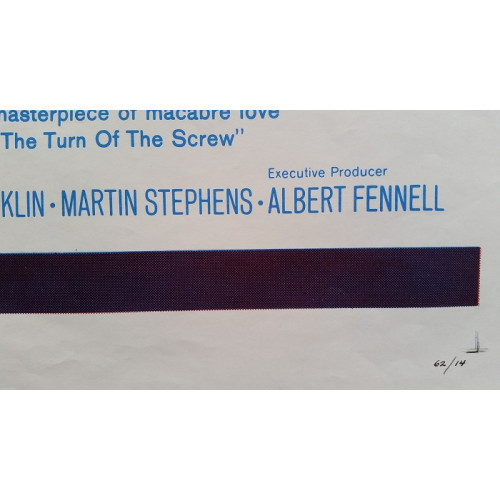 masterpiece of macabre love
The Turn Of The Screw"
Executive Producer
KLIN • MARTIN STEPHENS • ALBERT FENNELL
62/14